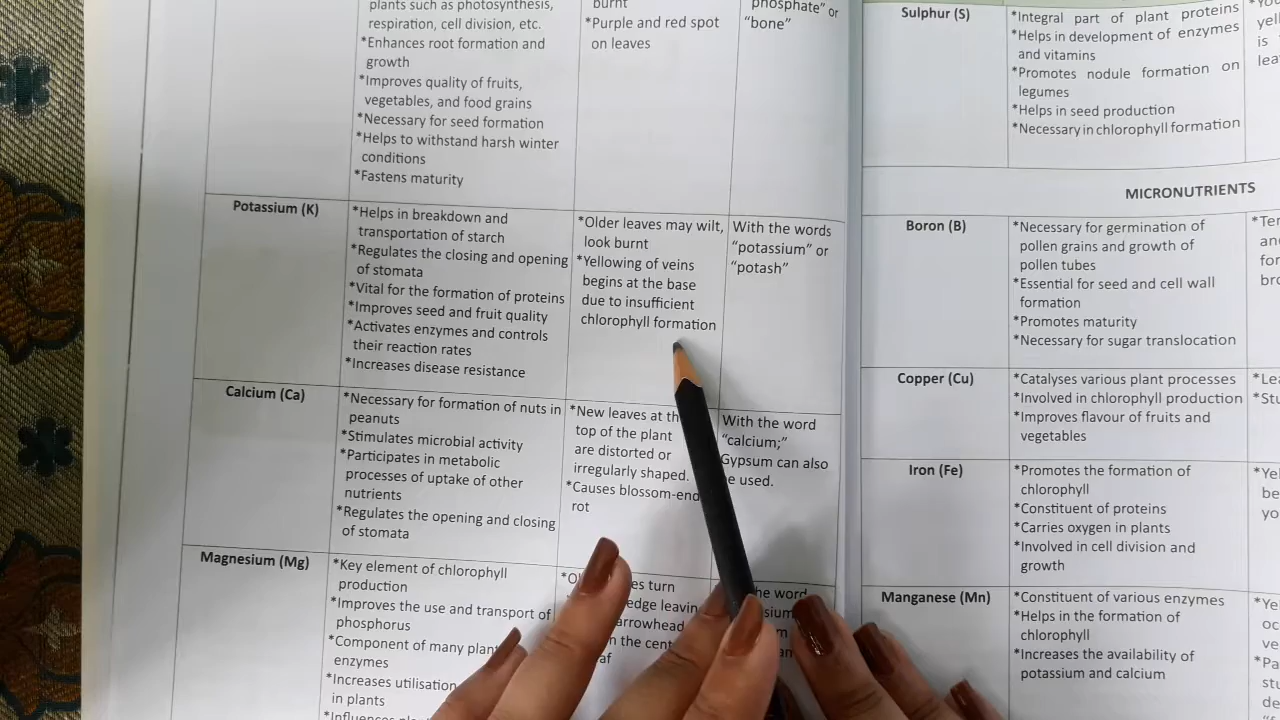 plants such as photosynthesis,
respiration, cell division, etc.
*Enhances root formation and
growth
*Improves quality of fruits,
vegetables, and food grains
*Necessary for seed formation
*Helps to withstand harsh winter
conditions
*Fastens maturity
burnt
*Purple and red spot
on leaves
phosphate” or
“bone”
Potassium (K)
*Helps in breakdown and
transportation of starch
*Regulates the closing and opening
of stomata
*Vital for the formation of proteins
*Improves seed and fruit quality
*Activates enzymes and controls
their reaction rates
*Increases disease resistance
*Older leaves may wilt,
look burnt
*Yellowing of veins
begins at the base
due to insufficient
chlorophyll formation
With the words
“potassium” or
“potash”
Calcium (Ca)
*Necessary for formation of nuts in
peanuts
*Stimulates microbial activity
*Participates in metabolic
processes of uptake of other
nutrients
*Regulates the opening and closing
of stomata
*New leaves at
top of the plant
are distorted or
irregularly shaped.
*Causes blossom-end
rot
With the word
“calcium;”
Gypsum can also
used.
Magnesium (Mg)
*Key element of chlorophyll
production
*Improves the use and transport of
phosphorus
*Component of many plant
enzymes
*Increases utilisation
in plants
turn
edge
arrowhead
word
Sulphur (S)
*Integral part of plant proteins
*Helps in development of enzymes
and vitamins
*Promotes nodule formation on
legumes
*Helps in seed production
*Necessary in chlorophyll formation
is
MICRONUTRIENTS
Boron (B)
*Necessary for germination of
pollen grains and growth of
pollen tubes
*Essential for seed and cell wall
formation
*Promotes maturity
*Necessary for sugar translocation
Copper (Cu)
*Catalyses various plant processes
*Involved in chlorophyll production
*Improves flavour of fruits and
vegetables
Iron (Fe)
*Promotes the formation of
chlorophyll
*Constituent of proteins
*Carries oxygen in plants
*Involved in cell division and
growth
Manganese (Mn)
*Constituent of various enzymes
*Helps in the formation of
chlorophyll
*Increases the availability of
potassium and calcium